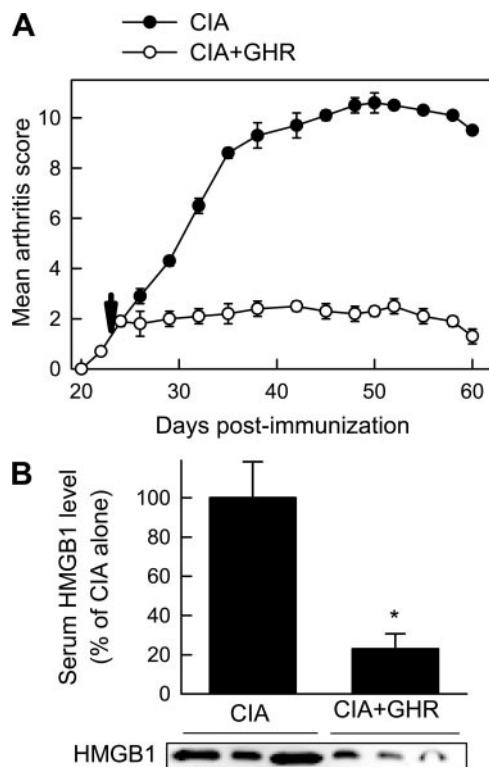 A
CIA
CIA+GHR
Mean arthritis score
10
8
6
4
2
0
20 30 40 50 60
Days post-immunization
B
Serum HMGB1 level
(% of CIA alone)
100
80
60
40
20
0
*
CIA CIA+GHR
HMGB1